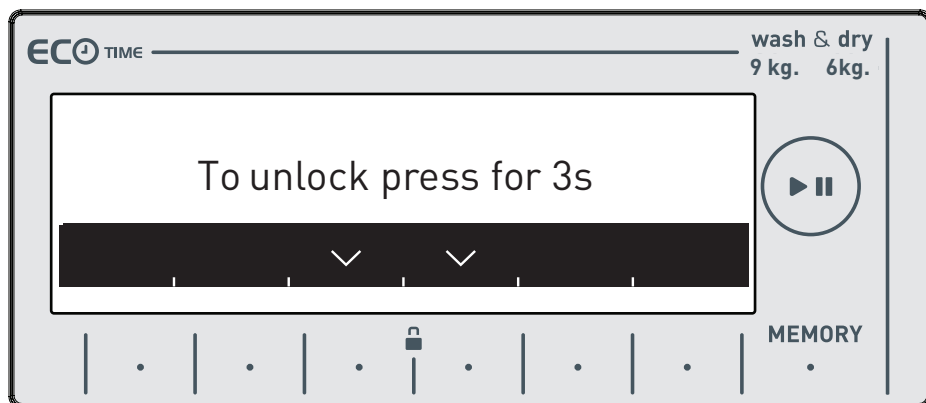 ECO TIME
wash & dry
9 kg. 6kg.
To unlock press for 3s
MEMORY